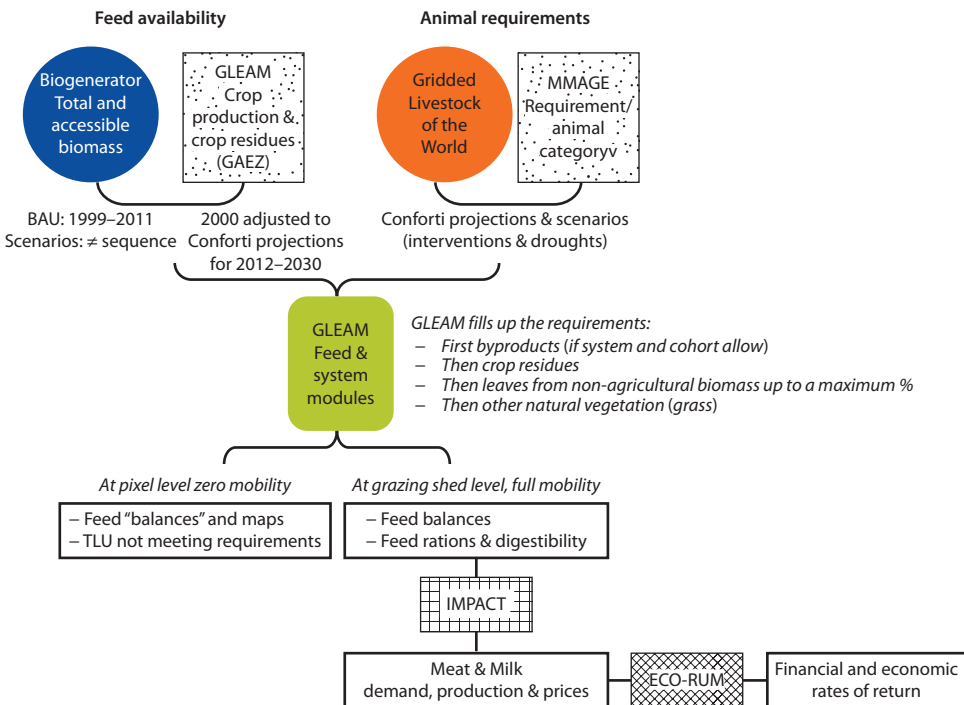 Feed availability
Animal requirements
Biogenerator
Total and
accessible
biomass
GLEAM
Crop
production &
crop residues
(GAEZ)
Gridded
Livestock
of the
World
MMAGE
Requirement/
animal
categoryv
BAU: 1999–2011
Scenarios: ≠ sequence
2000 adjusted to
Conforti projections
for 2012–2030
Conforti projections & scenarios
(interventions & droughts)
GLEAM
Feed &
system
modules
GLEAM fills up the requirements:
– First byproducts (if system and cohort allow)
– Then crop residues
– Then leaves from non-agricultural biomass up to a maximum %
– Then other natural vegetation (grass)
At pixel level zero mobility
– Feed “balances” and maps
– TLU not meeting requirements
At grazing shed level, full mobility
– Feed balances
– Feed rations & digestibility
IMPACT
Meat & Milk
demand, production & prices
ECO-RUM
Financial and economic
rates of return